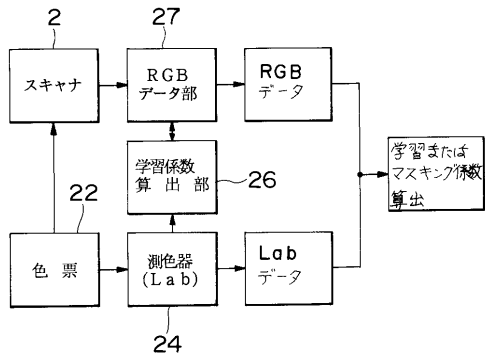 2
27
スキャナ
RGB
データ部
RGB
データ
学習係数
算出部
26
学習または
マスキング係数
算出
22
色票
測色器
(Lab)
Lab
データ
24